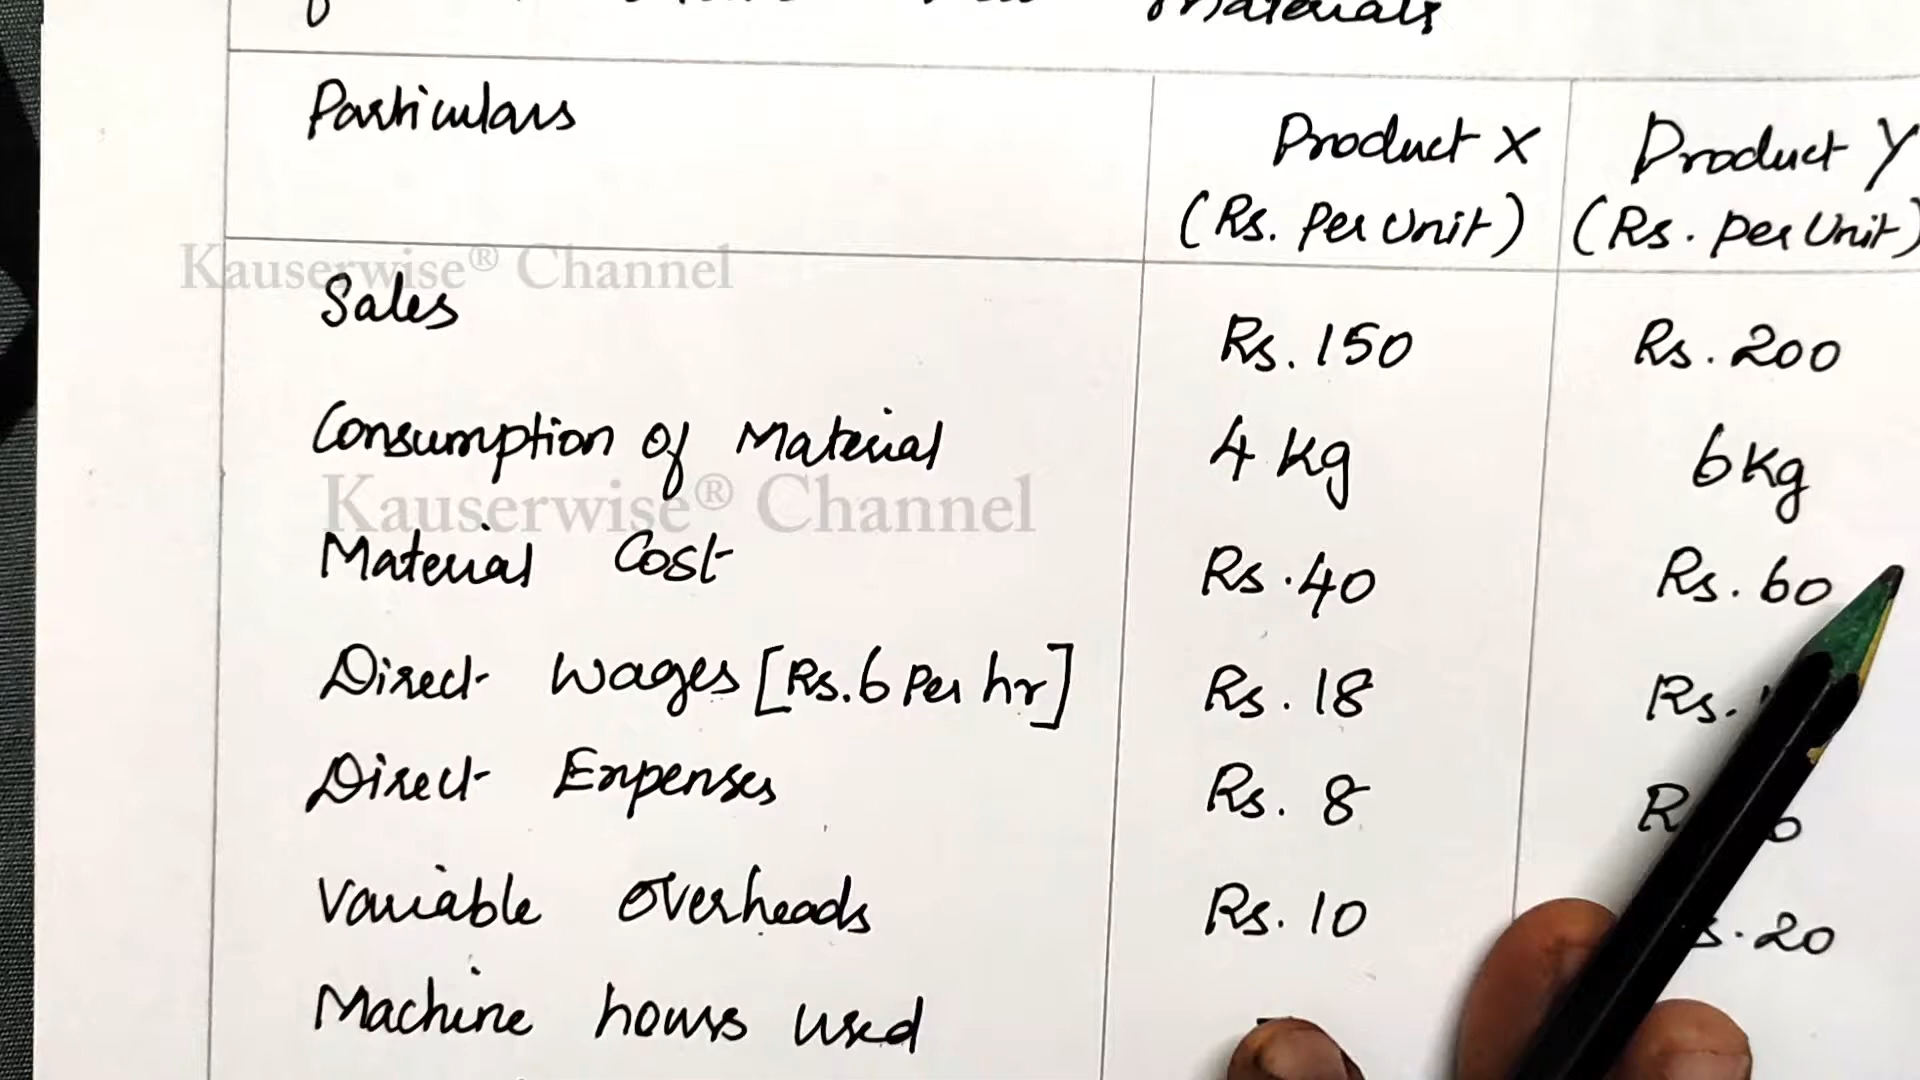 Materials
Particulars Product X Product Y
(Rs. Per Unit) (Rs. Per Unit)
Kauserwise® Channel
Sales Rs. 150 Rs. 200
Consumption of Material 4 Kg 6 Kg
Kauserwise® Channel
Material Cost Rs. 40 Rs. 60
Direct Wages [Rs. 6 Per hr] Rs. 18 Rs.
Direct Expenses Rs. 8
Variable Overheads Rs. 10 20
Machine hours used